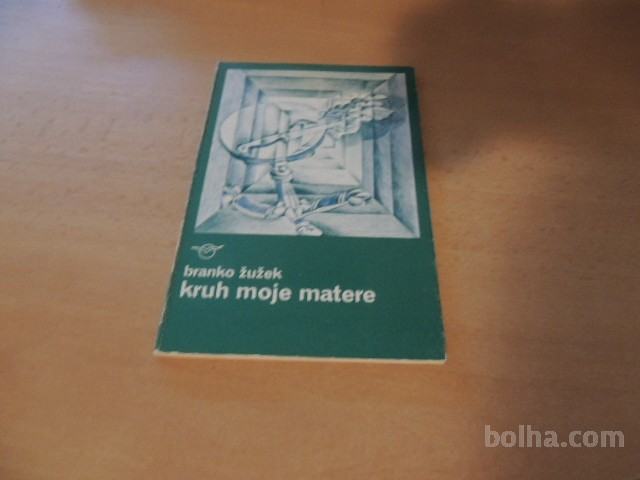 branko žužek
kruh moje matere
bolha.com